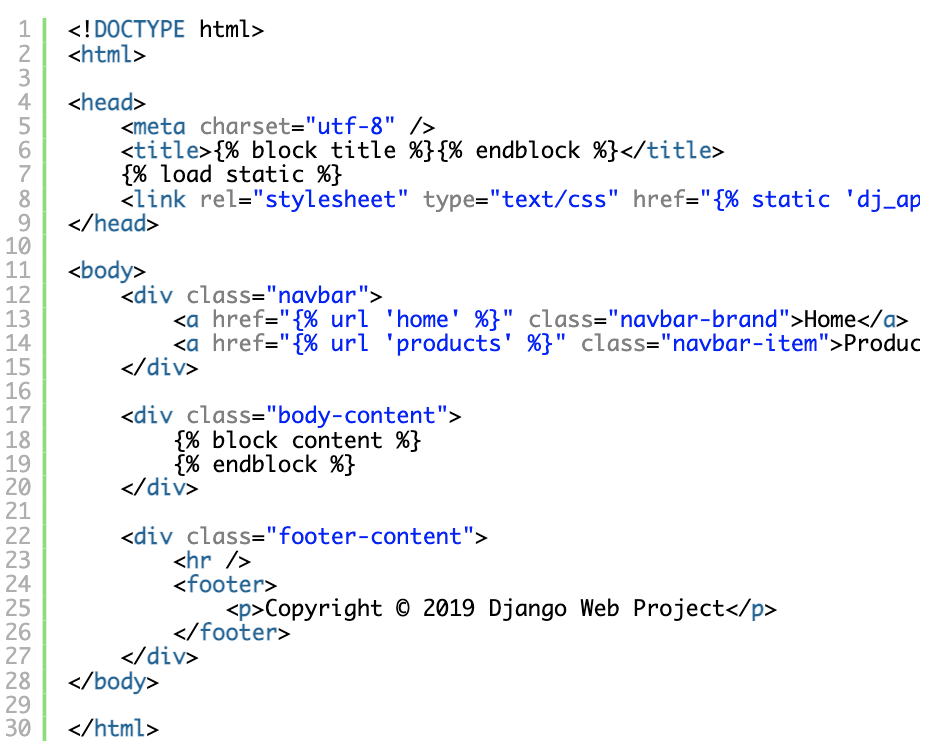 1 <!DOCTYPE html>
2 <html>
3
4 <head>
5     <meta charset="utf-8" />
6     <title>{% block title %}{% endblock %}</title>
7     {% load static %}
8     <link rel="stylesheet" type="text/css" href="{% static 'dj_ap
9 </head>
10
11 <body>
12     <div class="navbar">
13         <a href="{% url 'home' %}" class="navbar-brand">Home</a>
14         <a href="{% url 'products' %}" class="navbar-item">Produc
15     </div>
16
17     <div class="body-content">
18         {% block content %}
19         {% endblock %}
20     </div>
21
22     <div class="footer-content">
23         <hr />
24         <footer>
25             <p>Copyright © 2019 Django Web Project</p>
26         </footer>
27     </div>
28 </body>
29
30 </html>